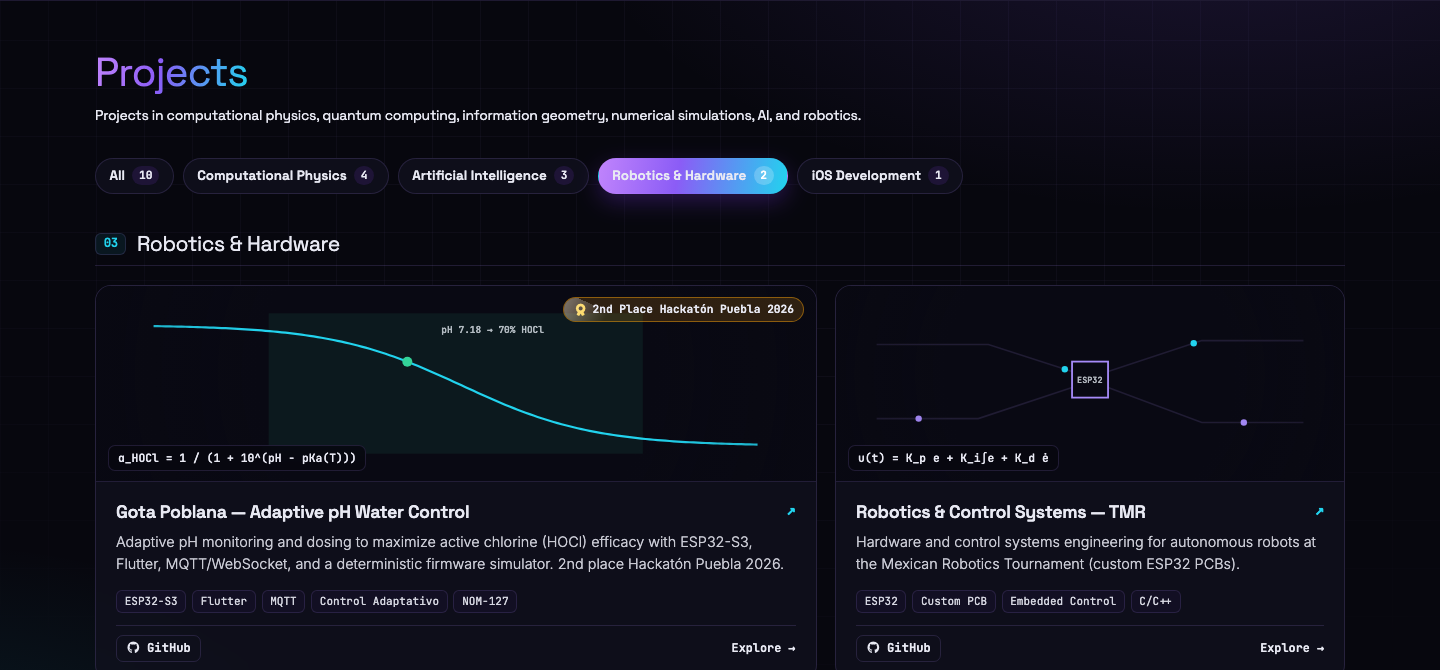 Projects
Projects in computational physics, quantum computing, information geometry, numerical simulations, AI, and robotics.
All 10
Computational Physics 4
Artificial Intelligence 3
Robotics & Hardware 2
iOS Development 1
03 Robotics & Hardware
2nd Place Hackatón Puebla 2026
pH 7.18 → 70% HOCl
α_HOCl = 1 / (1 + 10^(pH - pKa(T)))
Gota Poblana — Adaptive pH Water Control ↗
Adaptive pH monitoring and dosing to maximize active chlorine (HOCl) efficacy with ESP32-S3,
Flutter, MQTT/WebSocket, and a deterministic firmware simulator. 2nd place Hackatón Puebla 2026.
ESP32-S3
Flutter
MQTT
Control Adaptativo
NOM-127
GitHub
Explore →
ESP32
u(t) = K_p e + K_i∫e + K_d ė
Robotics & Control Systems — TMR ↗
Hardware and control systems engineering for autonomous robots at
the Mexican Robotics Tournament (custom ESP32 PCBs).
ESP32
Custom PCB
Embedded Control
C/C++
GitHub
Explore →